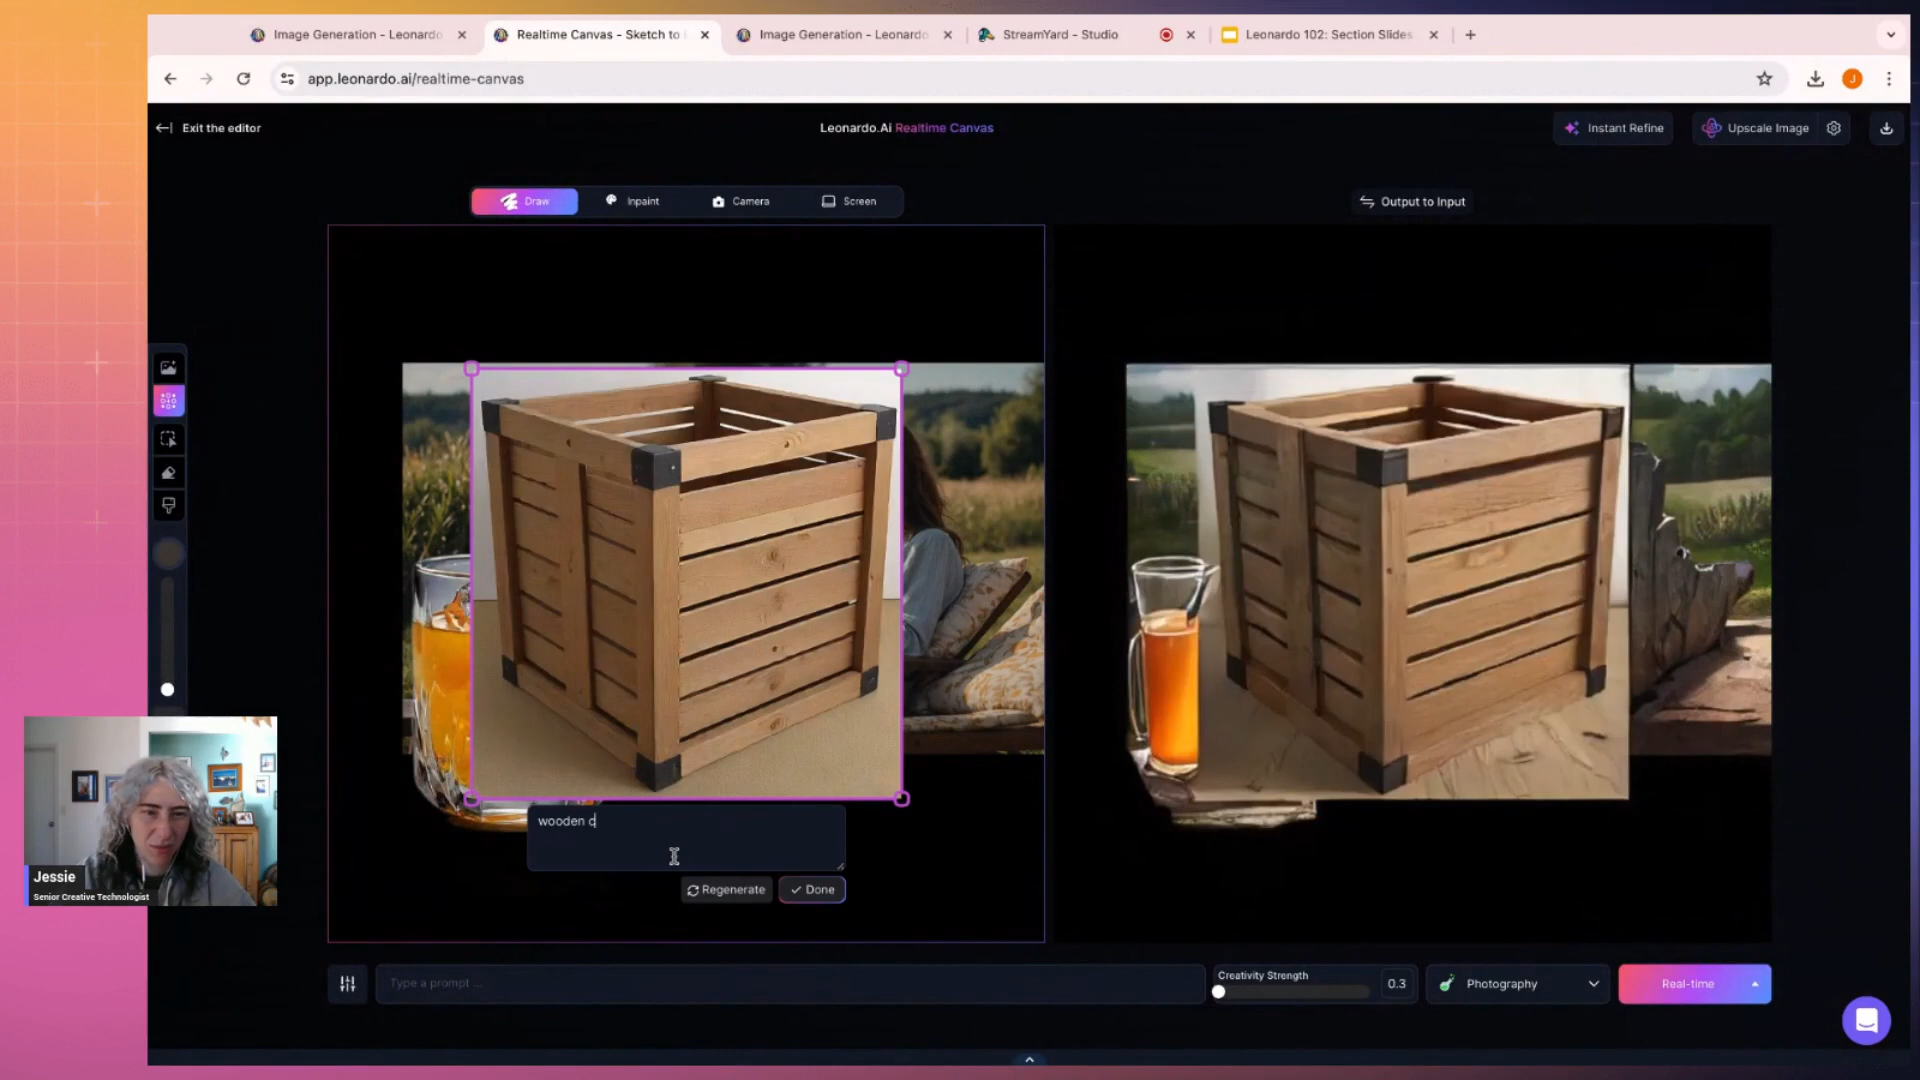 Image Generation - Leonardo
Realtime Canvas - Sketch to
Image Generation - Leonardo
StreamYard - Studio
Leonardo 102: Section Slides
app.leonardo.ai/realtime-canvas
J
Exit the editor
Leonardo.Ai Realtime Canvas
Instant Refine
Upscale Image
Draw
Inpaint
Camera
Screen
Output to Input
wooden c
Regenerate
Done
Jessie
Senior Creative Technologist
Type a prompt ...
Creativity Strength
0.3
Photography
Real-time